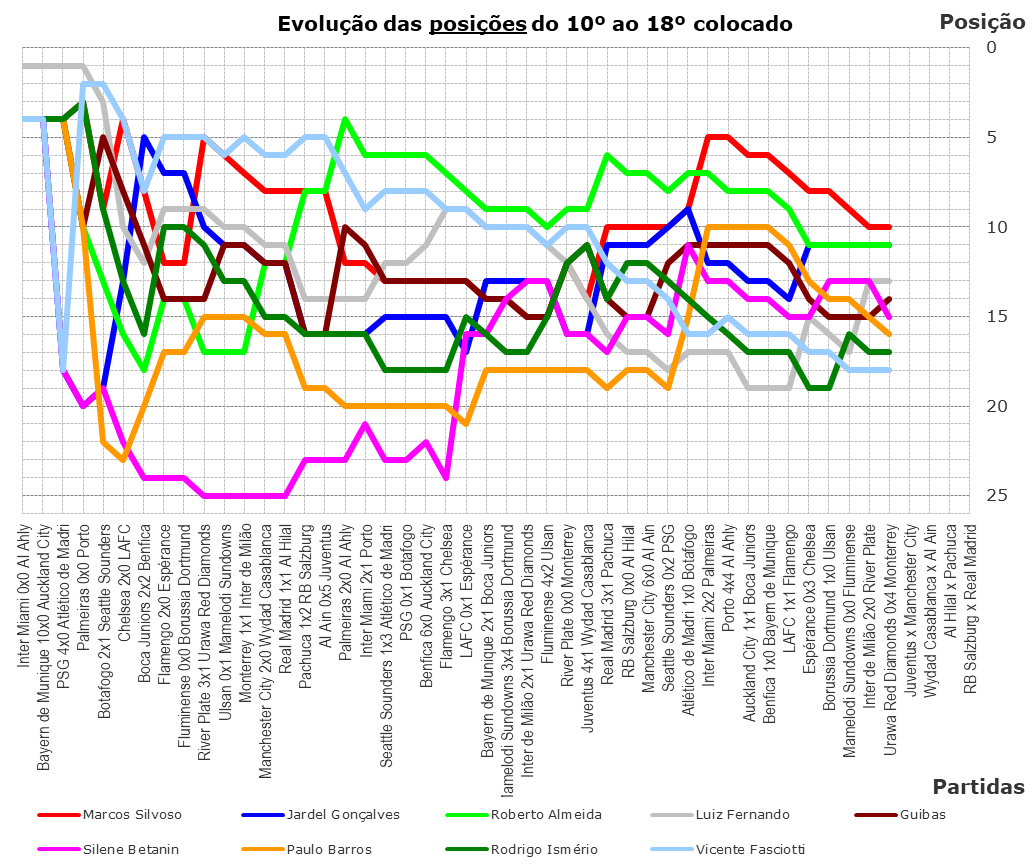 Evolução das posições do 10º ao 18º colocado
Posição
0
5
10
15
20
25
Inter Miami 0x0 Al Ahly
Bayern de Munique 10x0 Auckland City
PSG 4x0 Atlético de Madri
Palmeiras 0x0 Porto
Botafogo 2x1 Seattle Sounders
Chelsea 2x0 LAFC
Boca Juniors 2x2 Benfica
Flamengo 2x0 Espérance
Fluminense 0x0 Borussia Dortmund
River Plate 3x1 Urawa Red Diamonds
Ulsan 0x1 Mamelodi Sundowns
Monterrey 1x1 Inter de Milão
Manchester City 2x0 Wydad Casablanca
Real Madrid 1x1 Al Hilal
Pachuca 1x2 RB Salzburg
Al Ain 0x5 Juventus
Palmeiras 2x0 Al Ahly
Inter Miami 2x1 Porto
Seattle Sounders 1x3 Atlético de Madri
PSG 0x1 Botafogo
Benfica 6x0 Auckland City
Flamengo 3x1 Chelsea
LAFC 0x1 Espérance
Bayern de Munique 2x1 Boca Juniors
lamelodi Sundowns 3x4 Borussia Dortmund
Inter de Milão 2x1 Urawa Red Diamonds
Fluminense 4x2 Ulsan
River Plate 0x0 Monterrey
Juventus 4x1 Wydad Casablanca
Real Madrid 3x1 Pachuca
RB Salzburg 0x0 Al Hilal
Manchester City 6x0 Al Ain
Seattle Sounders 0x2 PSG
Atlético de Madri 1x0 Botafogo
Inter Miami 2x2 Palmeiras
Porto 4x4 Al Ahly
Auckland City 1x1 Boca Juniors
Benfica 1x0 Bayern de Munique
LAFC 1x1 Flamengo
Espérance 0x3 Chelsea
Borussia Dortmund 1x0 Ulsan
Mamelodi Sundowns 0x0 Fluminense
Inter de Milão 2x0 River Plate
Urawa Red Diamonds 0x4 Monterrey
Juventus x Manchester City
Wydad Casablanca x Al Ain
Al Hilal x Pachuca
RB Salzburg x Real Madrid
Partidas
Marcos Silvoso
Jardel Gonçalves
Roberto Almeida
Luiz Fernando
Guibas
Silene Betanin
Paulo Barros
Rodrigo Ismério
Vicente Fasciotti